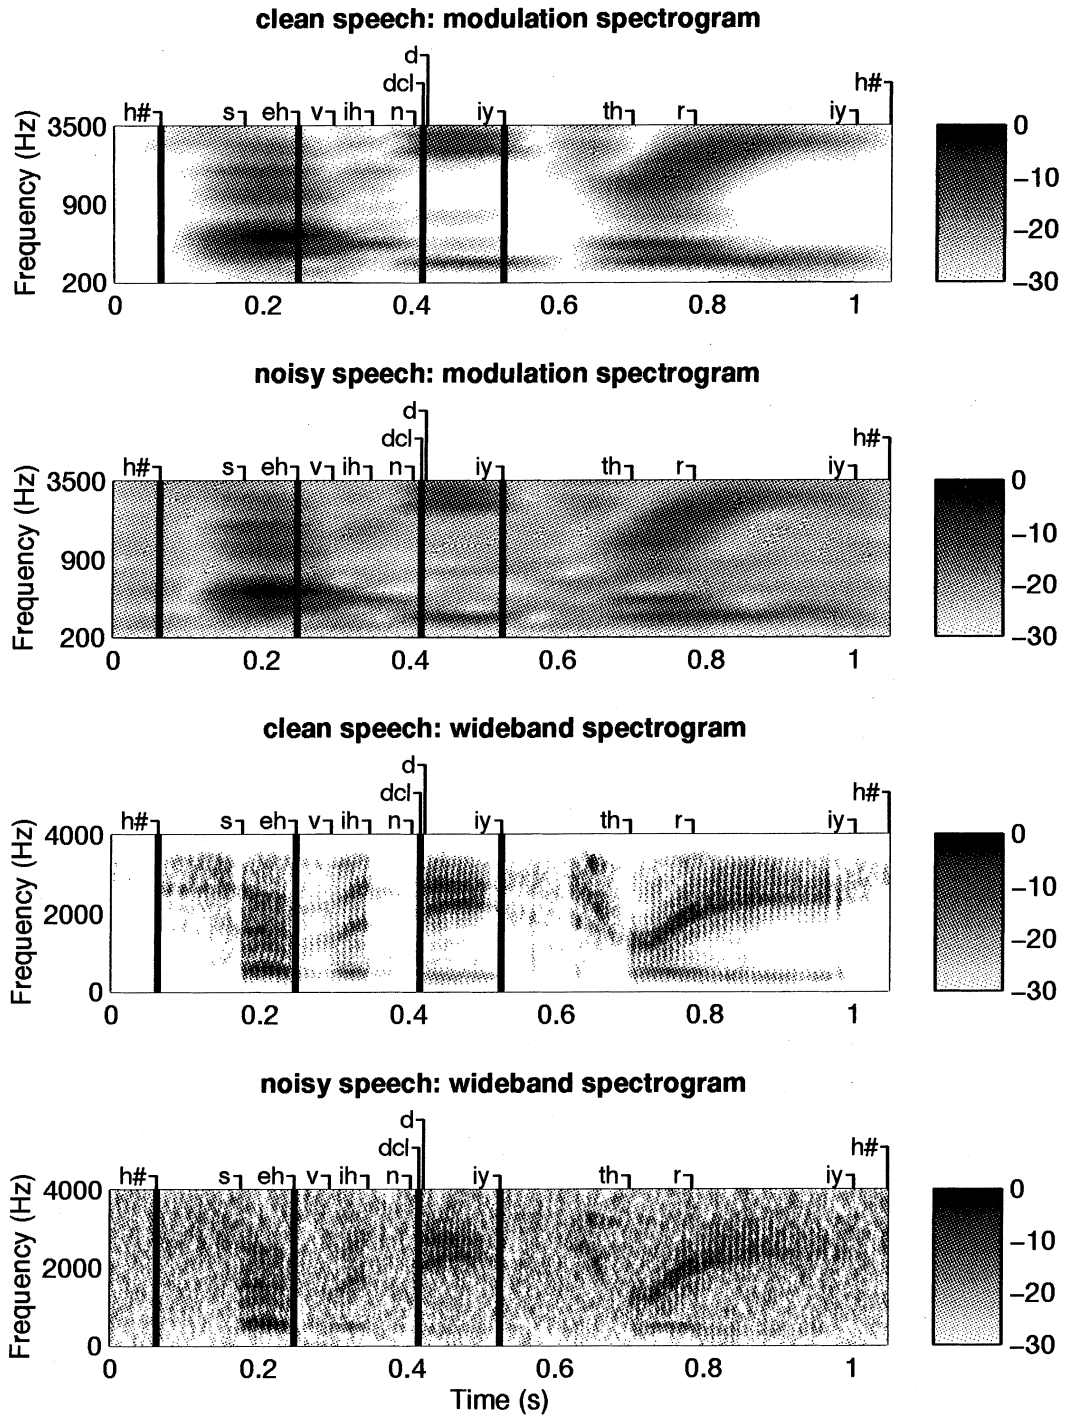 clean speech: modulation spectrogram
d
dcl
h#
h# s eh v ih n iy th r iy
3500
900
200
Frequency (Hz)
0 0.2 0.4 0.6 0.8 1
0
−10
−20
−30
noisy speech: modulation spectrogram
d
dcl
h#
h# s eh v ih n iy th r iy
3500
900
200
Frequency (Hz)
0 0.2 0.4 0.6 0.8 1
0
−10
−20
−30
clean speech: wideband spectrogram
d
dcl
h#
h# s eh v ih n iy th r iy
4000
2000
0
Frequency (Hz)
0 0.2 0.4 0.6 0.8 1
0
−10
−20
−30
noisy speech: wideband spectrogram
d
dcl
h#
h# s eh v ih n iy th r iy
4000
2000
0
Frequency (Hz)
0 0.2 0.4 0.6 0.8 1
Time (s)
0
−10
−20
−30